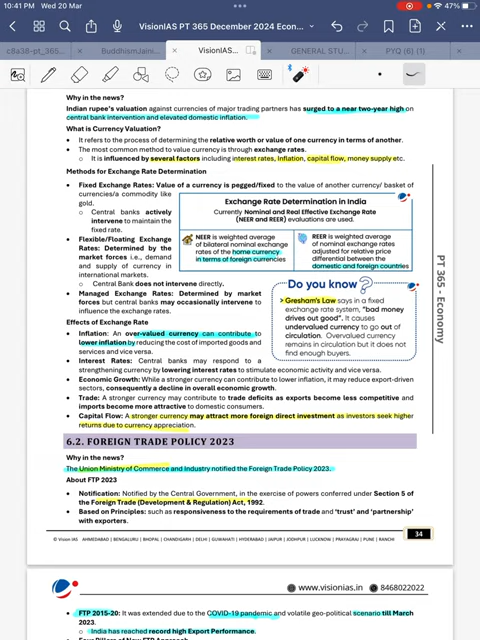 10:41 PM Wed 20 Mar
47%
VisionIAS PT 365 December 2024 Econ...
c8a38-pt_365...
BuddhismJaini...
VisionIAS...
GENERAL STU...
PYQ (6) (1)
Why in the news?
Indian rupee's valuation against currencies of major trading partners has surged to a near two-year high on
central bank intervention and elevated domestic inflation.
What is Currency Valuation?
• It refers to the process of determining the relative worth or value of one currency in terms of another.
• The most common method to value currency is through exchange rates.
o It is influenced by several factors including interest rates, Inflation, capital flow, money supply etc.
Methods for Exchange Rate Determination
• Fixed Exchange Rates: Value of a currency is pegged/fixed to the value of another currency/ basket of
currencies/a commodity like
gold.
o Central banks actively
intervene to maintain the
fixed rate.
• Flexible/Floating Exchange
Rates: Determined by the
market forces i.e., demand
and supply of currency in
international markets.
o Central Bank does not intervene directly.
• Managed Exchange Rates: Determined by market
forces but central banks may occasionally intervene to
influence the exchange rates.
Exchange Rate Determination in India
Currently Nominal and Real Effective Exchange Rate
(NEER and REER) evaluations are used.
NEER is weighted average
of bilateral nominal exchange
rates of the home currency
in terms of foreign currencies
REER is weighted average
of nominal exchange rates
adjusted for relative price
differential between the
domestic and foreign countries
Do you know?
> Gresham's Law says in a fixed
exchange rate system, "bad money
drives out good". It causes
undervalued currency to go out of
circulation. Overvalued currency
remains in circulation but it does not
find enough buyers.
PT 365 - Economy
Effects of Exchange Rate
• Inflation: An over-valued currency can contribute to
lower inflation by reducing the cost of imported goods and
services and vice versa.
• Interest Rates: Central banks may respond to a
strengthening currency by lowering interest rates to stimulate economic activity and vice versa.
• Economic Growth: While a stronger currency can contribute to lower inflation, it may reduce export-driven
sectors, consequently a decline in overall economic growth.
• Trade: A stronger currency may contribute to trade deficits as exports become less competitive and
imports become more attractive to domestic consumers.
• Capital Flow: A stronger currency may attract more foreign direct investment as investors seek higher
returns due to currency appreciation.
6.2. FOREIGN TRADE POLICY 2023
Why in the news?
The Union Ministry of Commerce and Industry notified the Foreign Trade Policy 2023.
About FTP 2023
• Notification: Notified by the Central Government, in the exercise of powers conferred under Section 5 of
the Foreign Trade (Development & Regulation) Act, 1992.
• Based on Principles: such as responsiveness to the requirements of trade and 'trust' and 'partnership'
with exporters.
34
© Vision IAS AHMEDABAD | BENGALURU | BHOPAL | CHANDIGARH | DELHI | GUWAHATI | HYDERABAD | JAIPUR | JODHPUR | LUCKNOW | PRAYAGRAJ | PUNE | RANCHI
www.visionias.in
8468022022
• FTP 2015-20: It was extended due to the COVID-19 pandemic and volatile geo-political scenario till March
2023.
o India has reached record high Export Performance.